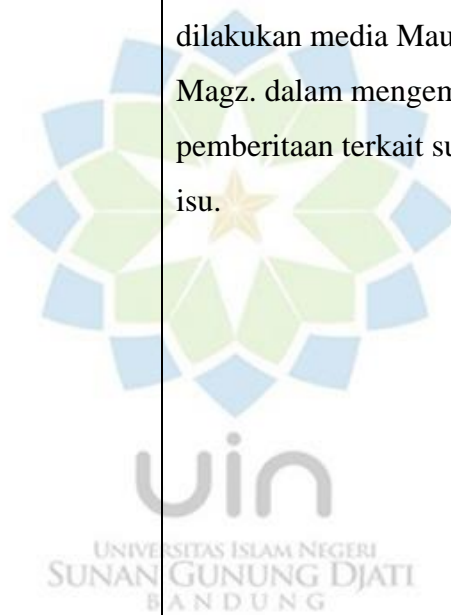 dilakukan media Mau
Magz. dalam mengem
pemberitaan terkait su
isu.
uin
UNIVERSITAS ISLAM NEGERI
SUNAN GUNUNG DJATI
BANDUNG